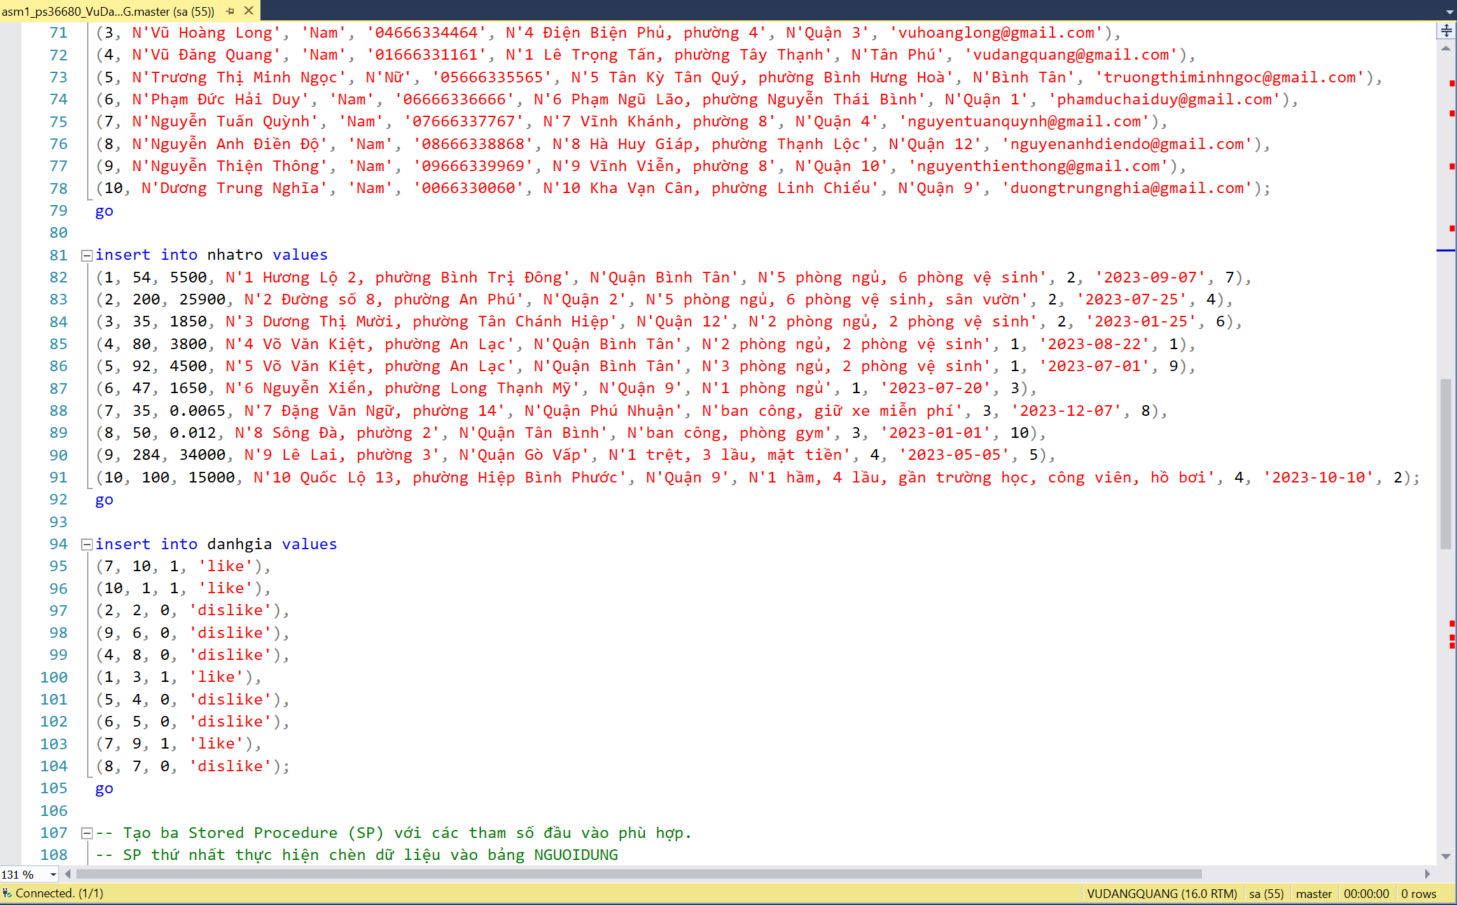 asm1_ps36680_VuDa...G.master (sa (55))
71 (3, N'Vũ Hoàng Long', 'Nam', '04666334464', N'4 Điện Biện Phủ, phường 4', N'Quận 3', 'vuhoanglong@gmail.com'),
72 (4, N'Vũ Đăng Quang', 'Nam', '01666331161', N'1 Lê Trọng Tấn, phường Tây Thạnh', N'Tân Phú', 'vudangquang@gmail.com'),
73 (5, N'Trương Thị Minh Ngọc', N'Nữ', '05666335565', N'5 Tân Kỳ Tân Quý, phường Bình Hưng Hoà', N'Bình Tân', 'truongthiminhngoc@gmail.com'),
74 (6, N'Phạm Đức Hải Duy', 'Nam', '06666336666', N'6 Phạm Ngũ Lão, phường Nguyễn Thái Bình', N'Quận 1', 'phamduchaiduy@gmail.com'),
75 (7, N'Nguyễn Tuấn Quỳnh', 'Nam', '07666337767', N'7 Vĩnh Khánh, phường 8', N'Quận 4', 'nguyentuanquynh@gmail.com'),
76 (8, N'Nguyễn Anh Điền Độ', 'Nam', '08666338868', N'8 Hà Huy Giáp, phường Thạnh Lộc', N'Quận 12', 'nguyenanhdiendo@gmail.com'),
77 (9, N'Nguyễn Thiện Thông', 'Nam', '09666339969', N'9 Vĩnh Viễn, phường 8', N'Quận 10', 'nguyenthienthong@gmail.com'),
78 (10, N'Dương Trung Nghĩa', 'Nam', '0066330060', N'10 Kha Vạn Cân, phường Linh Chiểu', N'Quận 9', 'duongtrungnghia@gmail.com');
79 go
80
81 insert into nhatro values
82 (1, 54, 5500, N'1 Hương Lộ 2, phường Bình Trị Đông', N'Quận Bình Tân', N'5 phòng ngủ, 6 phòng vệ sinh', 2, '2023-09-07', 7),
83 (2, 200, 25900, N'2 Đường số 8, phường An Phú', N'Quận 2', N'5 phòng ngủ, 6 phòng vệ sinh, sân vườn', 2, '2023-07-25', 4),
84 (3, 35, 1850, N'3 Dương Thị Mười, phường Tân Chánh Hiệp', N'Quận 12', N'2 phòng ngủ, 2 phòng vệ sinh', 2, '2023-01-25', 6),
85 (4, 80, 3800, N'4 Võ Văn Kiệt, phường An Lạc', N'Quận Bình Tân', N'2 phòng ngủ, 2 phòng vệ sinh', 1, '2023-08-22', 1),
86 (5, 92, 4500, N'5 Võ Văn Kiệt, phường An Lạc', N'Quận Bình Tân', N'3 phòng ngủ, 2 phòng vệ sinh', 1, '2023-07-01', 9),
87 (6, 47, 1650, N'6 Nguyễn Xiển, phường Long Thạnh Mỹ', N'Quận 9', N'1 phòng ngủ', 1, '2023-07-20', 3),
88 (7, 35, 0.0065, N'7 Đặng Văn Ngữ, phường 14', N'Quận Phú Nhuận', N'ban công, giữ xe miễn phí', 3, '2023-12-07', 8),
89 (8, 50, 0.012, N'8 Sông Đà, phường 2', N'Quận Tân Bình', N'ban công, phòng gym', 3, '2023-01-01', 10),
90 (9, 284, 34000, N'9 Lê Lai, phường 3', N'Quận Gò Vấp', N'1 trệt, 3 lầu, mặt tiền', 4, '2023-05-05', 5),
91 (10, 100, 15000, N'10 Quốc Lộ 13, phường Hiệp Bình Phước', N'Quận 9', N'1 hầm, 4 lầu, gần trường học, công viên, hồ bơi', 4, '2023-10-10', 2);
92 go
93
94 insert into danhgia values
95 (7, 10, 1, 'like'),
96 (10, 1, 1, 'like'),
97 (2, 2, 0, 'dislike'),
98 (9, 6, 0, 'dislike'),
99 (4, 8, 0, 'dislike'),
100 (1, 3, 1, 'like'),
101 (5, 4, 0, 'dislike'),
102 (6, 5, 0, 'dislike'),
103 (7, 9, 1, 'like'),
104 (8, 7, 0, 'dislike');
105 go
106
107 -- Tạo ba Stored Procedure (SP) với các tham số đầu vào phù hợp.
108 -- SP thứ nhất thực hiện chèn dữ liệu vào bảng NGUOIDUNG
131 %
Connected. (1/1) VUDANGQUANG (16.0 RTM) sa (55) master 00:00:00 0 rows